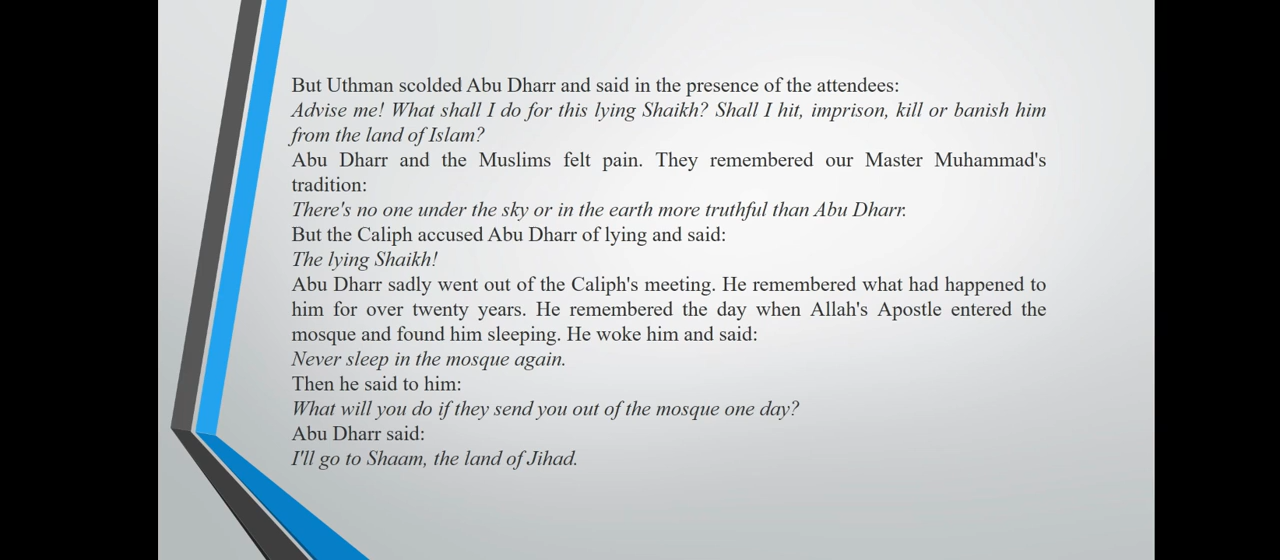 But Uthman scolded Abu Dharr and said in the presence of the attendees:
Advise me! What shall I do for this lying Shaikh? Shall I hit, imprison, kill or banish him
from the land of Islam?
Abu Dharr and the Muslims felt pain. They remembered our Master Muhammad's
tradition:
There's no one under the sky or in the earth more truthful than Abu Dharr.
But the Caliph accused Abu Dharr of lying and said:
The lying Shaikh!
Abu Dharr sadly went out of the Caliph's meeting. He remembered what had happened to
him for over twenty years. He remembered the day when Allah's Apostle entered the
mosque and found him sleeping. He woke him and said:
Never sleep in the mosque again.
Then he said to him:
What will you do if they send you out of the mosque one day?
Abu Dharr said:
I'll go to Shaam, the land of Jihad.